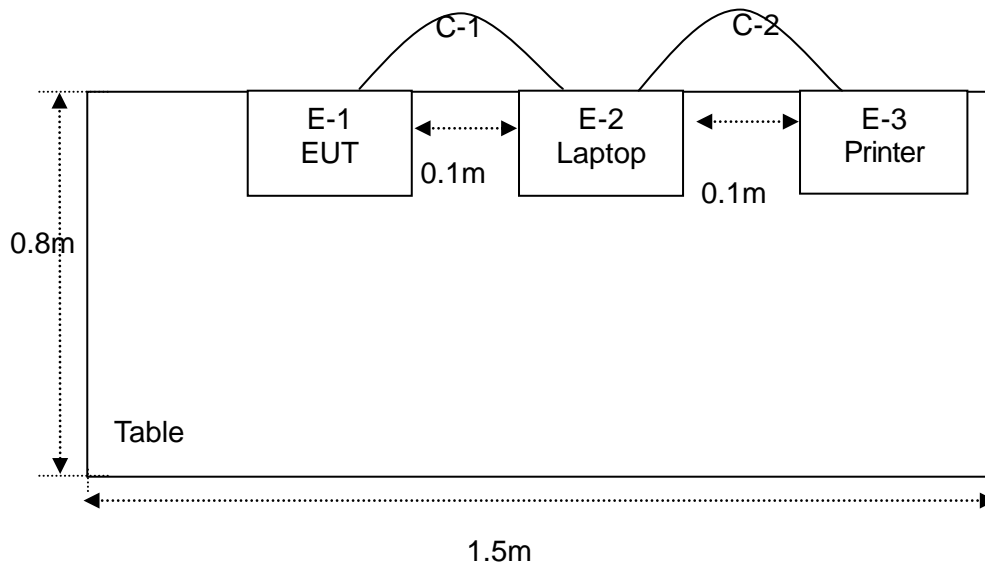 C-1
C-2
E-1
EUT
E-2
Laptop
E-3
Printer
0.1m
0.1m
0.8m
Table
1.5m